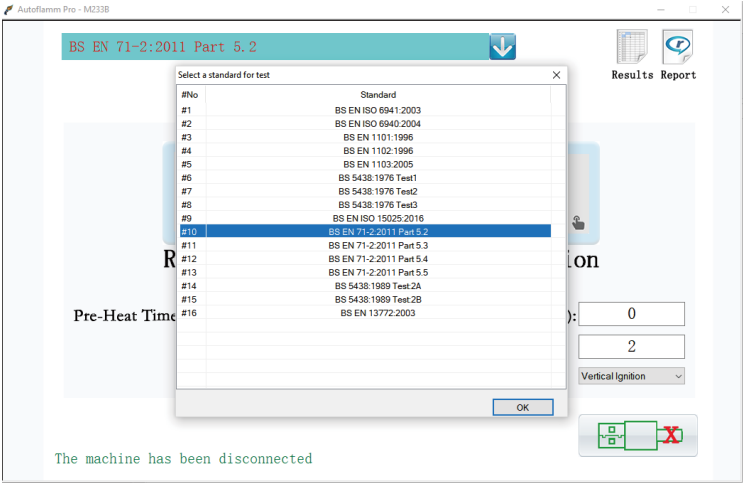 Autoflamm Pro - M233B
BS EN 71-2:2011 Part 5.2
Results Report
Select a standard for test
#No Standard
#1 BS EN ISO 6941:2003
#2 BS EN ISO 6940:2004
#3 BS EN 1101:1996
#4 BS EN 1102:1996
#5 BS EN 1103:2005
#6 BS 5438:1976 Test1
#7 BS 5438:1976 Test2
#8 BS 5438:1976 Test3
#9 BS EN ISO 15025:2016
#10 BS EN 71-2:2011 Part 5.2
#11 BS EN 71-2:2011 Part 5.3
#12 BS EN 71-2:2011 Part 5.4
#13 BS EN 71-2:2011 Part 5.5
#14 BS 5438:1989 Test 2A
#15 BS 5438:1989 Test 2B
#16 BS EN 13772:2003
R ion
Pre-Heat Time ): 0
2
Vertical Ignition
OK
X
The machine has been disconnected